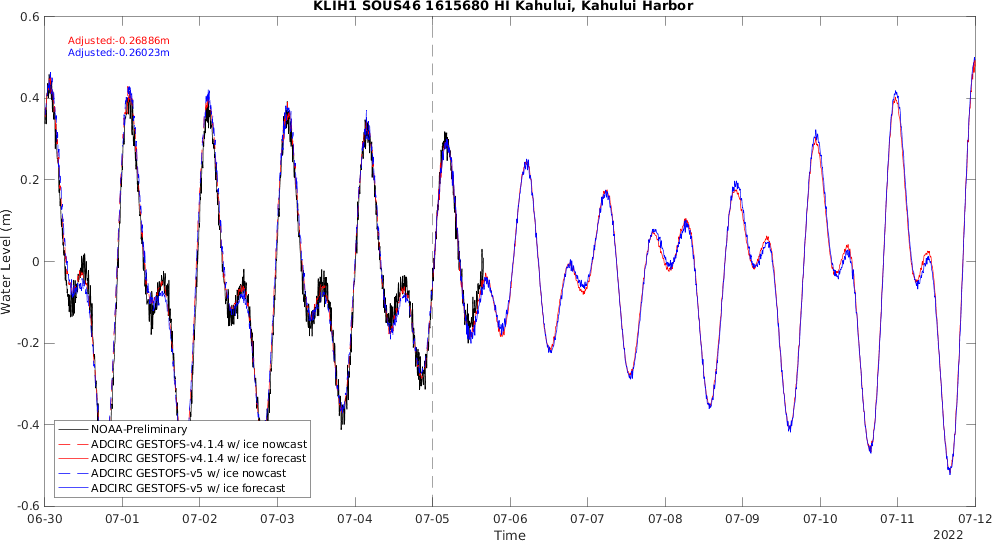 KLIH1 SOUS46 1615680 HI Kahului, Kahului Harbor
Adjusted:-0.26886m
Adjusted:-0.26023m
0.6
0.4
0.2
0
-0.2
-0.4
-0.6
Water Level (m)
NOAA-Preliminary
ADCIRC GESTOFS-v4.1.4 w/ ice nowcast
ADCIRC GESTOFS-v4.1.4 w/ ice forecast
ADCIRC GESTOFS-v5 w/ ice nowcast
ADCIRC GESTOFS-v5 w/ ice forecast
06-30 07-01 07-02 07-03 07-04 07-05 07-06 07-07 07-08 07-09 07-10 07-11 07-12
Time
2022